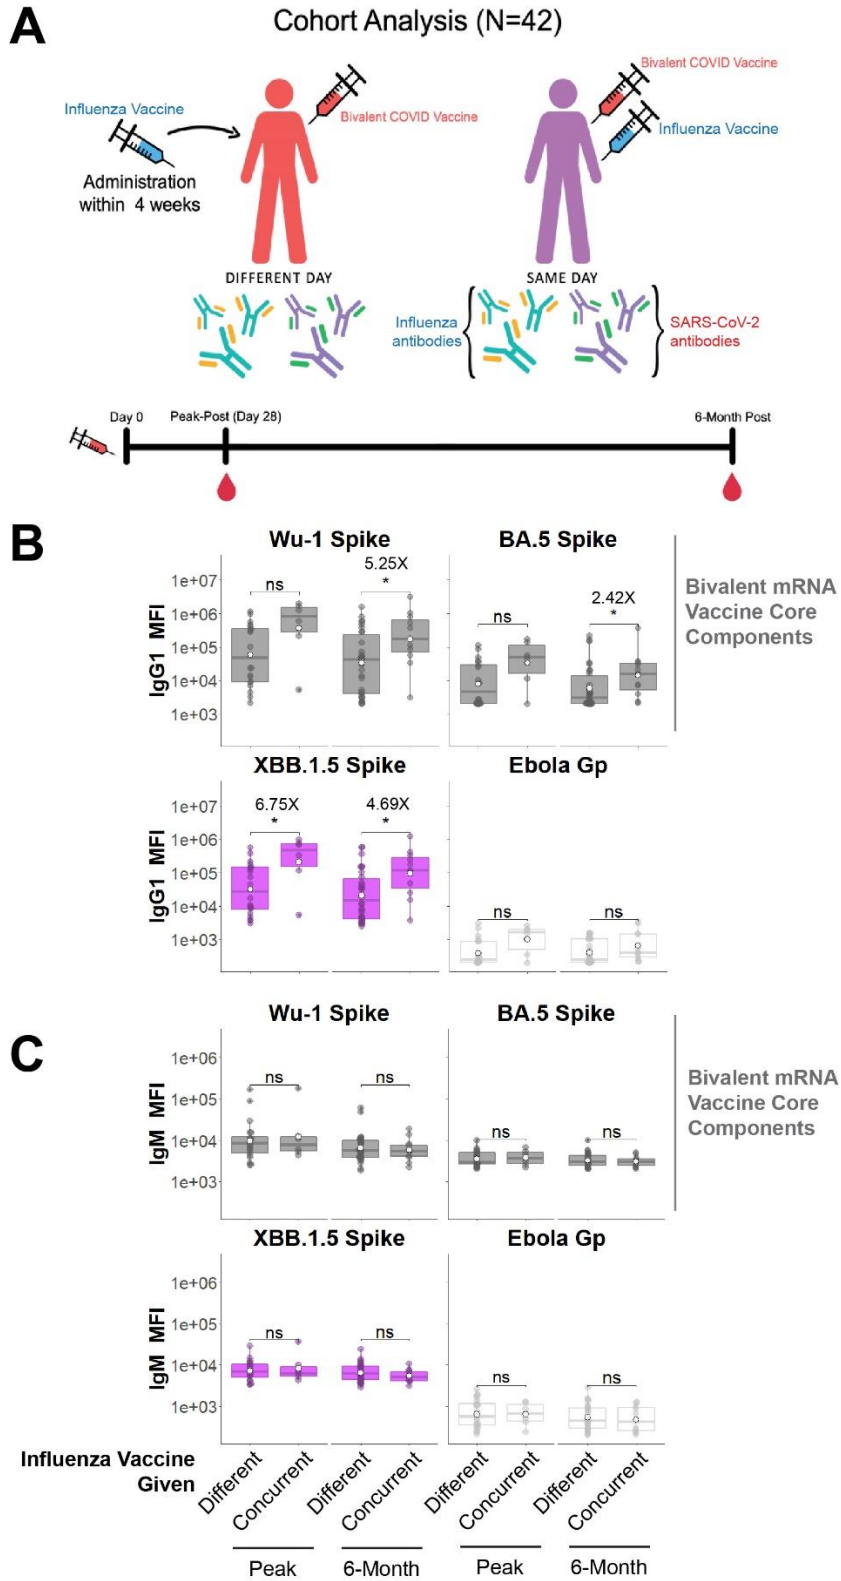 A
Cohort Analysis (N=42)
Bivalent COVID Vaccine
Influenza Vaccine
Bivalent COVID Vaccine
Influenza Vaccine
Administration
within 4 weeks
DIFFERENT DAY
SAME DAY
Influenza
antibodies
SARS-CoV-2
antibodies
Day 0
Peak-Post (Day 28)
6-Month Post
B
Wu-1 Spike
BA.5 Spike
5.25X
*
ns
2.42X
*
ns
1e+07
1e+06
1e+05
1e+04
1e+03
IgG1 MFI
Bivalent mRNA
Vaccine Core
Components
XBB.1.5 Spike
Ebola Gp
6.75X
*
4.69X
*
ns
ns
1e+07
1e+06
1e+05
1e+04
1e+03
IgG1 MFI
C
Wu-1 Spike
BA.5 Spike
ns
ns
ns
ns
1e+06
1e+05
1e+04
1e+03
IgM MFI
Bivalent mRNA
Vaccine Core
Components
XBB.1.5 Spike
Ebola Gp
ns
ns
ns
ns
1e+06
1e+05
1e+04
1e+03
IgM MFI
Influenza Vaccine
Given
Different
Concurrent
Different
Concurrent
Different
Concurrent
Different
Concurrent
Peak
6-Month
Peak
6-Month